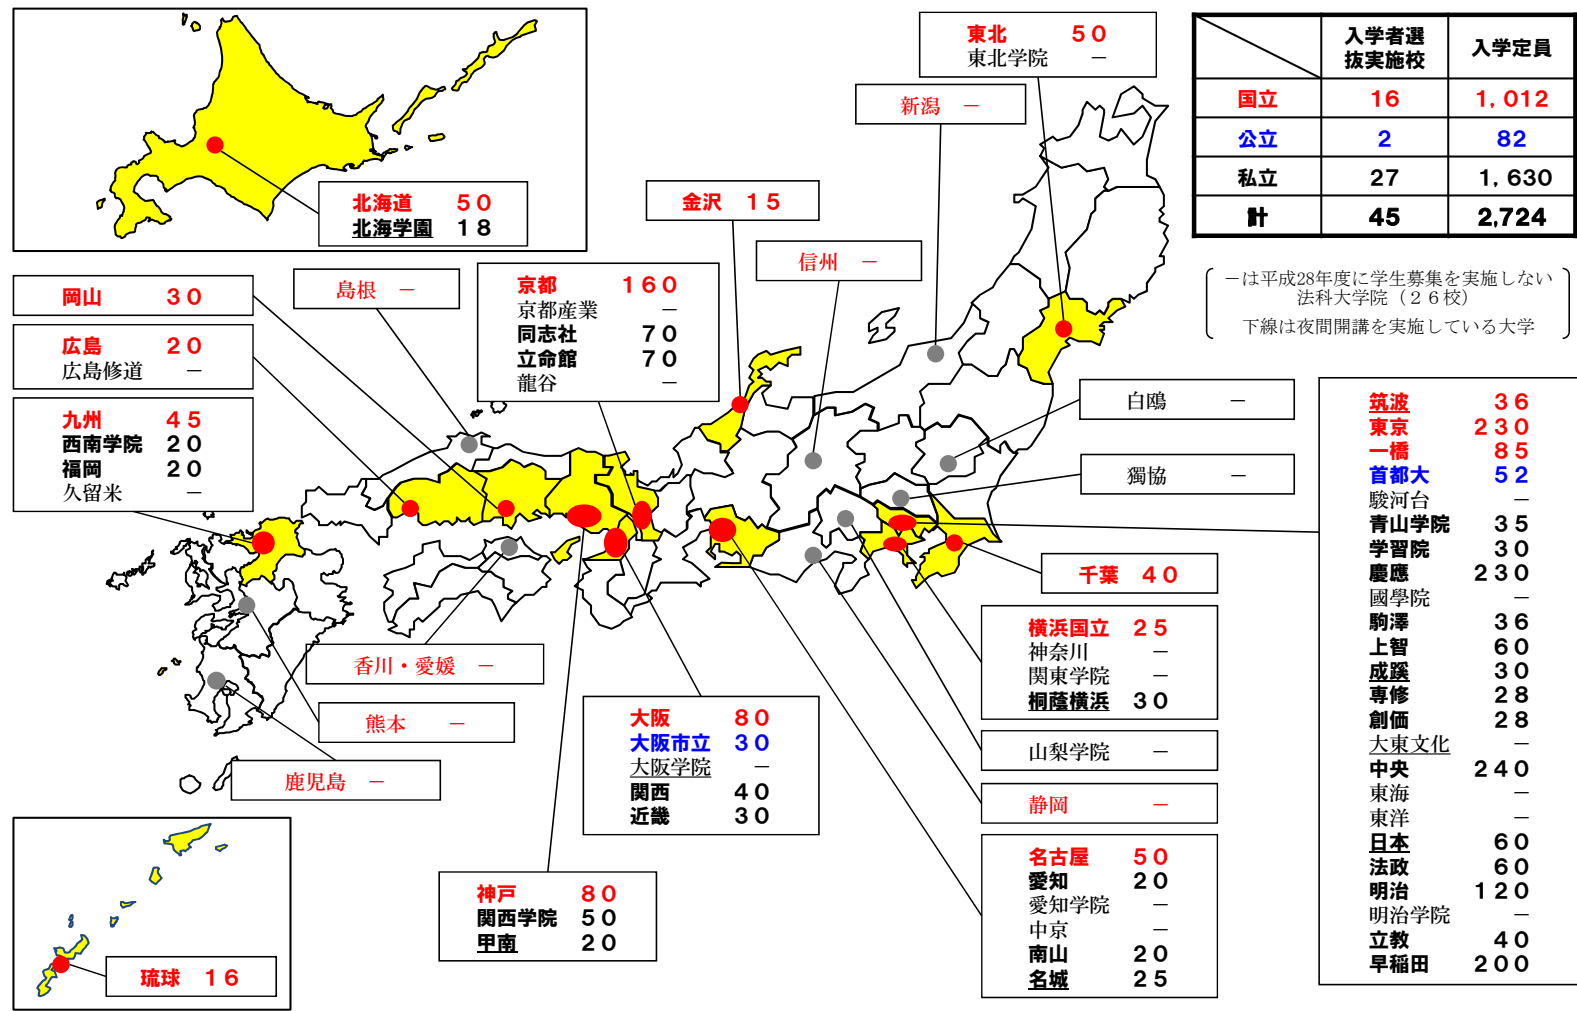 入学者選抜実施校 入学定員
国立 16 1,012
公立 2 82
私立 27 1,630
計 45 2,724
－は平成28年度に学生募集を実施しない
法科大学院（２６校）
下線は夜間開講を実施している大学
北海道 ５０
北海学園 １８
東北 ５０
東北学院 －
新潟 －
金沢 １５
信州 －
島根 －
岡山 ３０
広島 ２０
広島修道 －
九州 ４５
西南学院 ２０
福岡 ２０
久留米 －
京都 １６０
京都産業 －
同志社 ７０
立命館 ７０
龍谷 －
白鴎 －
獨協 －
千葉 ４０
筑波 ３６
東京 ２３０
一橋 ８５
首都大 ５２
駿河台 －
青山学院 ３５
学習院 ３０
慶應 ２３０
國學院 －
駒澤 ３６
上智 ６０
成蹊 ３０
専修 ２８
創価 ２８
大東文化 －
中央 ２４０
東海 －
東洋 －
日本 ６０
法政 ６０
明治 １２０
明治学院 －
立教 ４０
早稲田 ２００
横浜国立 ２５
神奈川 －
関東学院 －
桐蔭横浜 ３０
山梨学院 －
静岡 －
名古屋 ５０
愛知 ２０
愛知学院 －
中京 －
南山 ２０
名城 ２５
香川・愛媛 －
熊本 －
鹿児島 －
大阪 ８０
大阪市立 ３０
大阪学院 －
関西 ４０
近畿 ３０
神戸 ８０
関西学院 ５０
甲南 ２０
琉球 １６